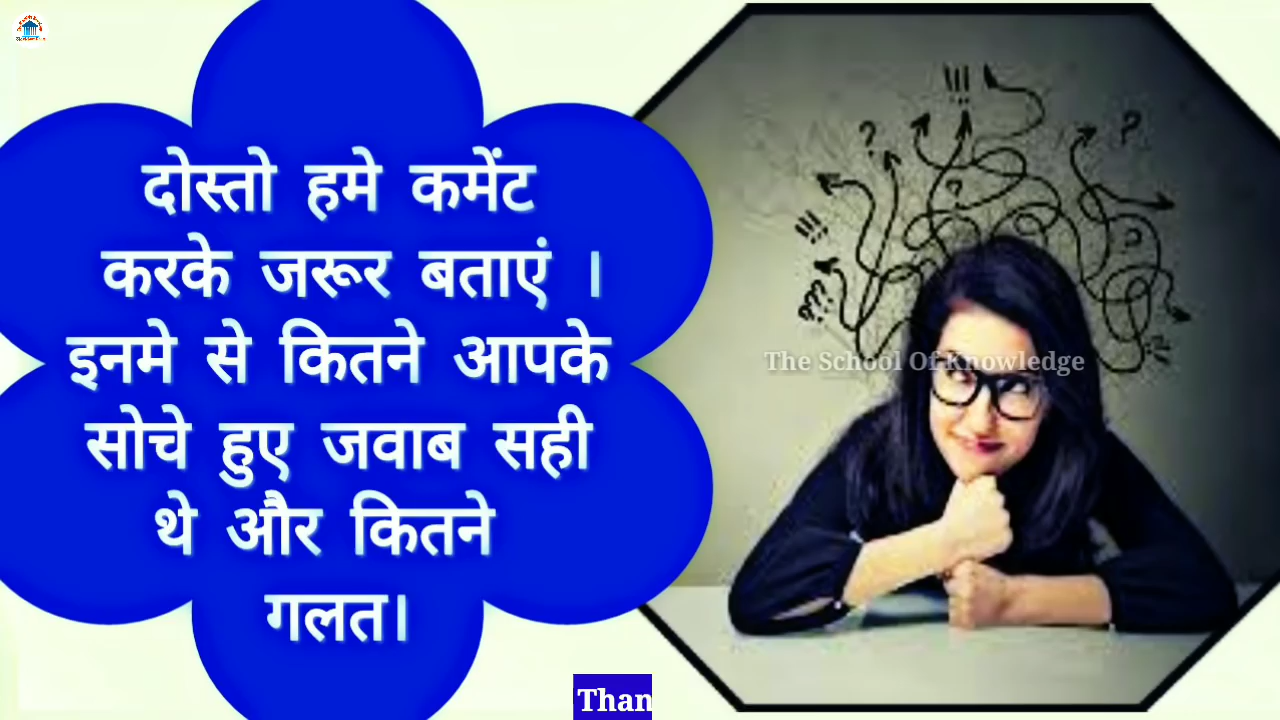 दोस्तो हमे कमेंट
करके जरूर बताएं ।
इनमे से कितने आपके
सोचे हुए जवाब सही
थे और कितने
गलत।
The School Of Knowledge
Than